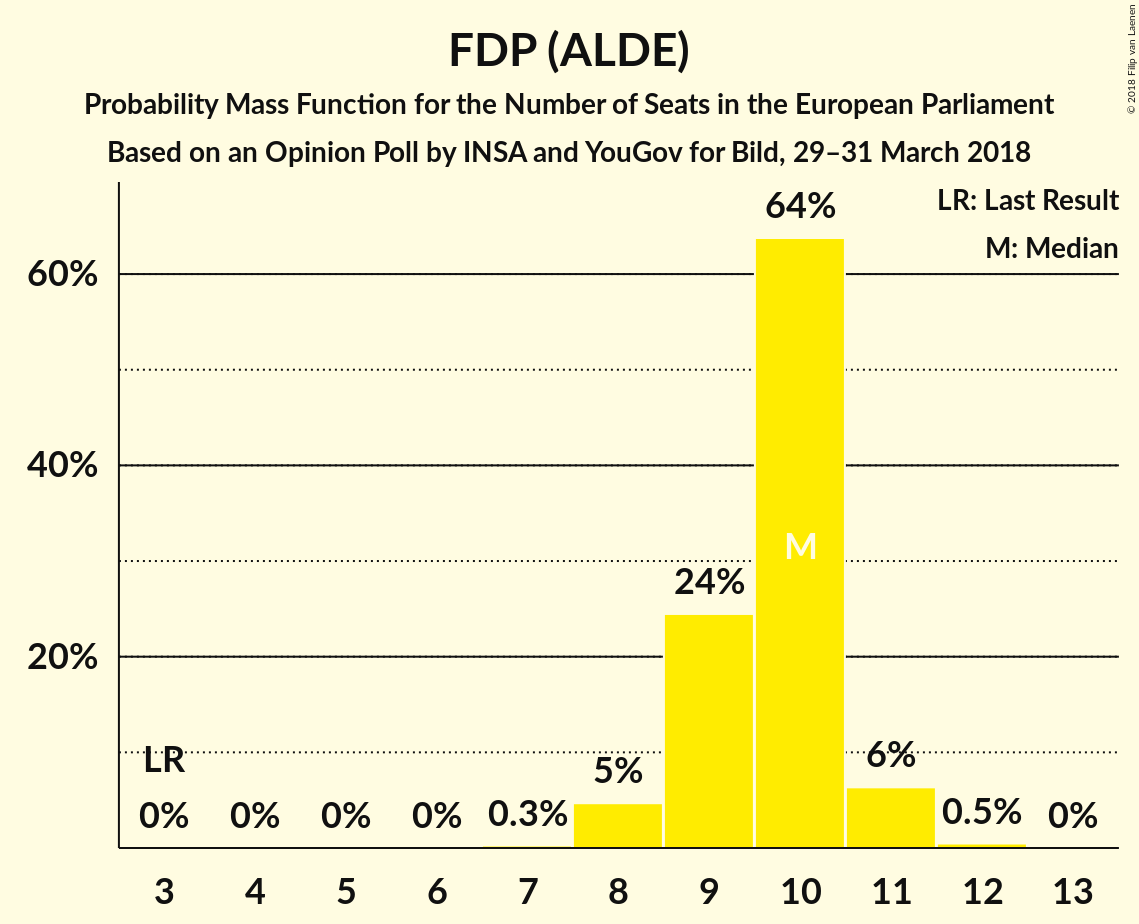 FDP (ALDE)
Probability Mass Function for the Number of Seats in the European Parliament
Based on an Opinion Poll by INSA and YouGov for Bild, 29–31 March 2018
© 2018 Filip van Laenen
LR: Last Result
M: Median
60%
40%
20%
LR
0%
0%
0%
0%
0.3%
5%
24%
64%
M
6%
0.5%
0%
3 4 5 6 7 8 9 10 11 12 13